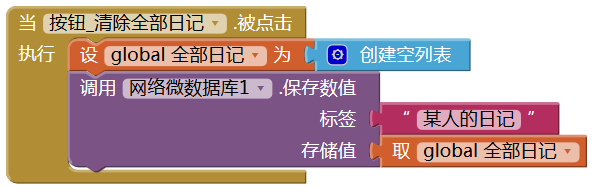 当 按钮_清除全部日记 .被点击
执行 设 global 全部日记 为 创建空列表
调用 网络微数据库1 .保存数值
标签 “ 某人的日记 ”
存储值 取 global 全部日记